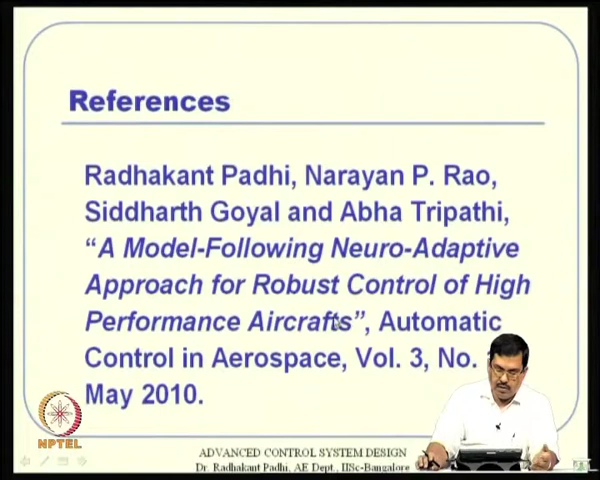 References
Radhakant Padhi, Narayan P. Rao,
Siddharth Goyal and Abha Tripathi,
“A Model-Following Neuro-Adaptive
Approach for Robust Control of High
Performance Aircrafts”, Automatic
Control in Aerospace, Vol. 3, No.
May 2010.
NPTEL
ADVANCED CONTROL SYSTEM DESIGN
Dr. Radhakant Padhi, AE Dept., IISc-Bangalore